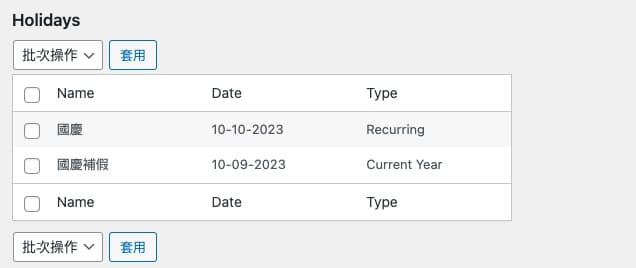 Holidays
批次操作 套用
Name Date Type
國慶 10-10-2023 Recurring
國慶補假 10-09-2023 Current Year
Name Date Type
批次操作 套用